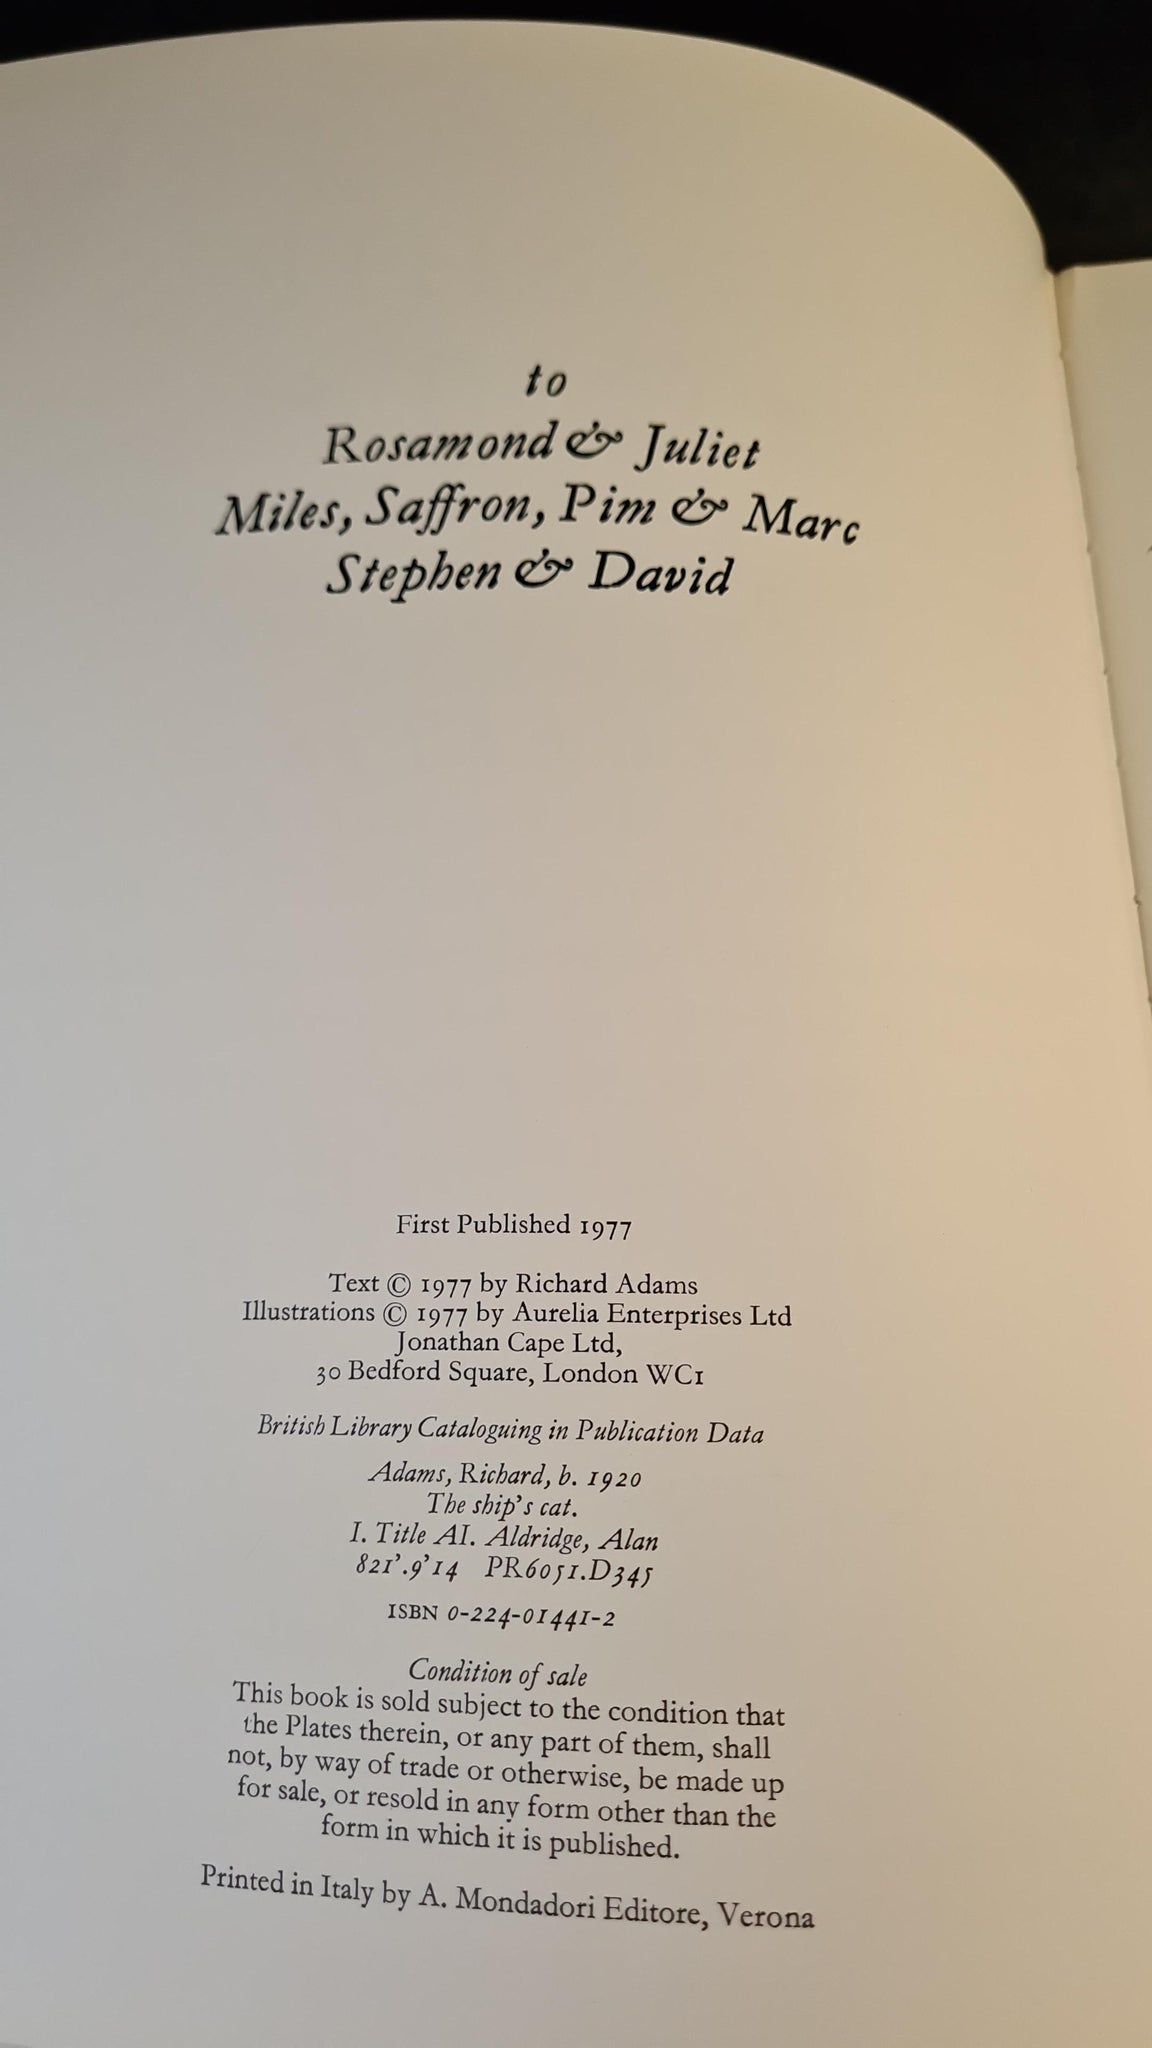 to
Rosamond & Juliet
Miles, Saffron, Pim & Marc
Stephen & David
First Published 1977
Text © 1977 by Richard Adams
Illustrations © 1977 by Aurelia Enterprises Ltd
Jonathan Cape Ltd,
30 Bedford Square, London WC1
British Library Cataloguing in Publication Data
Adams, Richard, b. 1920
The ship's cat.
I. Title AI. Aldridge, Alan
821'.9'14 PR6051.D345
ISBN 0-224-01441-2
Condition of sale
This book is sold subject to the condition that
the Plates therein, or any part of them, shall
not, by way of trade or otherwise, be made up
for sale, or resold in any form other than the
form in which it is published.
Printed in Italy by A. Mondadori Editore, Verona